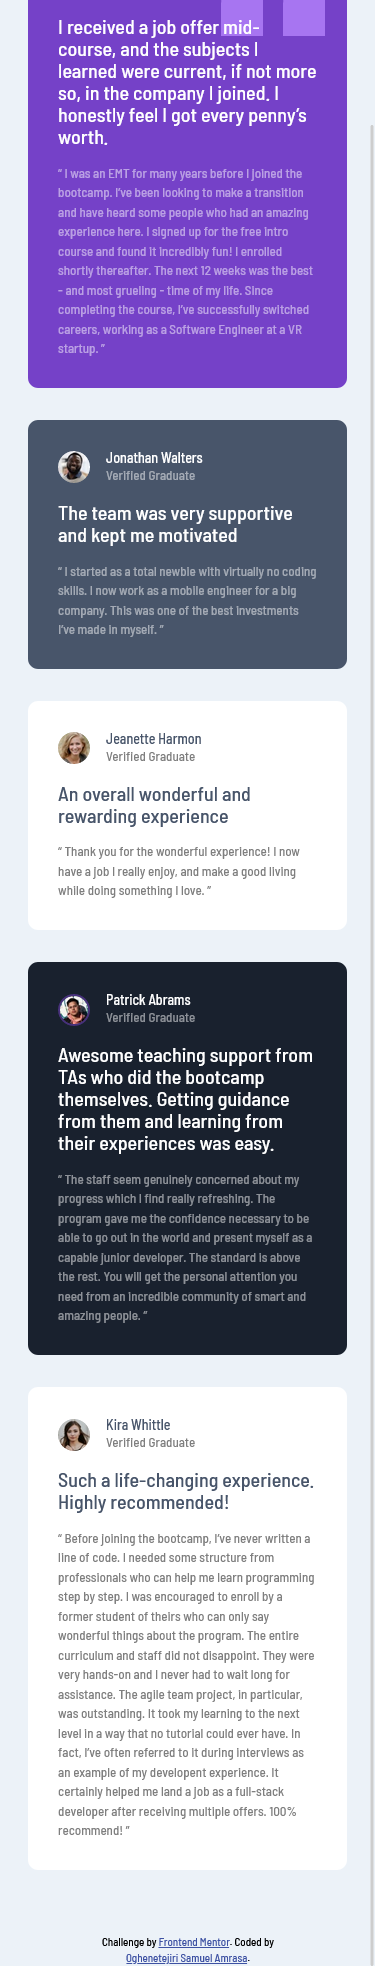 I received a job offer mid-
course, and the subjects I
learned were current, if not more
so, in the company I joined. I
honestly feel I got every penny’s
worth.
“ I was an EMT for many years before I joined the
bootcamp. I’ve been looking to make a transition
and have heard some people who had an amazing
experience here. I signed up for the free intro
course and found it incredibly fun! I enrolled
shortly thereafter. The next 12 weeks was the best
- and most grueling - time of my life. Since
completing the course, I’ve successfully switched
careers, working as a Software Engineer at a VR
startup. ”
Jonathan Walters
Verified Graduate
The team was very supportive
and kept me motivated
“ I started as a total newbie with virtually no coding
skills. I now work as a mobile engineer for a big
company. This was one of the best investments
I’ve made in myself. ”
Jeanette Harmon
Verified Graduate
An overall wonderful and
rewarding experience
“ Thank you for the wonderful experience! I now
have a job I really enjoy, and make a good living
while doing something I love. ”
Patrick Abrams
Verified Graduate
Awesome teaching support from
TAs who did the bootcamp
themselves. Getting guidance
from them and learning from
their experiences was easy.
“ The staff seem genuinely concerned about my
progress which I find really refreshing. The
program gave me the confidence necessary to be
able to go out in the world and present myself as a
capable junior developer. The standard is above
the rest. You will get the personal attention you
need from an incredible community of smart and
amazing people. ”
Kira Whittle
Verified Graduate
Such a life-changing experience.
Highly recommended!
“ Before joining the bootcamp, I’ve never written a
line of code. I needed some structure from
professionals who can help me learn programming
step by step. I was encouraged to enroll by a
former student of theirs who can only say
wonderful things about the program. The entire
curriculum and staff did not disappoint. They were
very hands-on and I never had to wait long for
assistance. The agile team project, in particular,
was outstanding. It took my learning to the next
level in a way that no tutorial could ever have. In
fact, I’ve often referred to it during interviews as
an example of my developent experience. It
certainly helped me land a job as a full-stack
developer after receiving multiple offers. 100%
recommend! ”
Challenge by Frontend Mentor. Coded by
Oghenetejiri Samuel Amrasa.